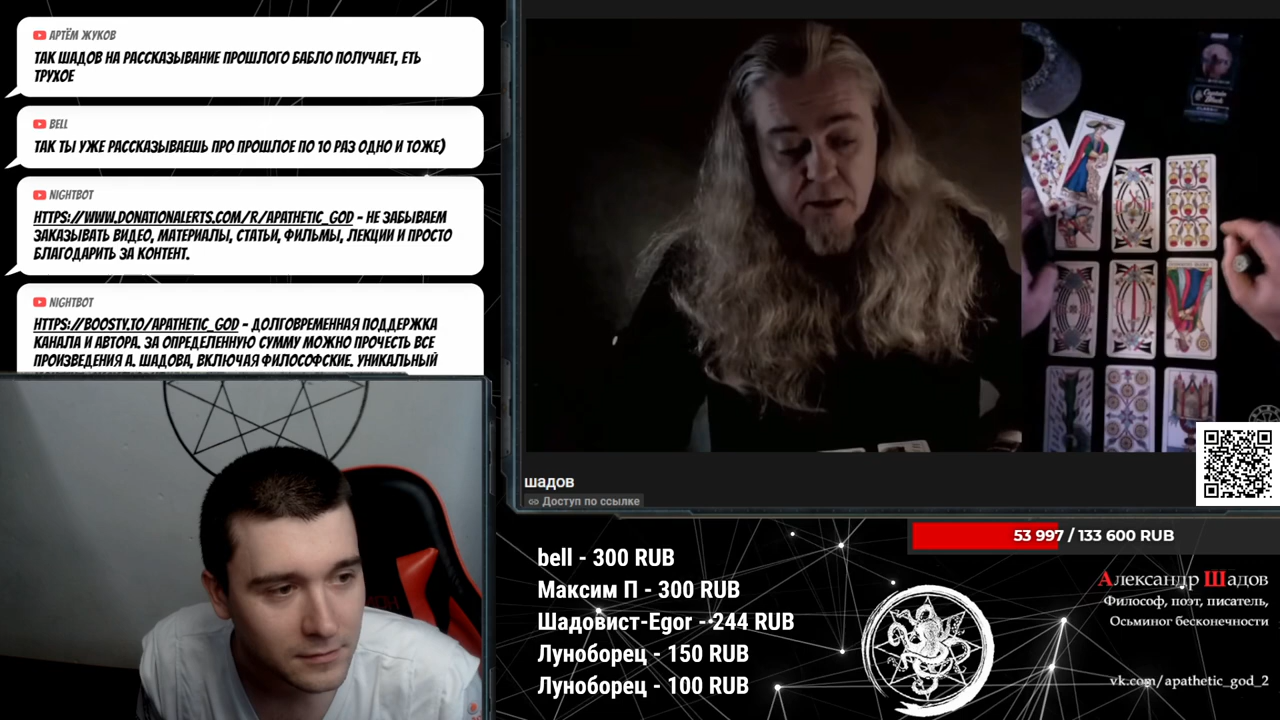 АРТЁМ ЖУКОВ
ТАК ШАДОВ НА РАССКАЗЫВАНИЕ ПРОШЛОГО БАБЛО ПОЛУЧАЕТ, ЕТЬ
ТРУХОЕ
BELL
ТАК ТЫ УЖЕ РАССКАЗЫВАЕШЬ ПРО ПРОШЛОЕ ПО 10 РАЗ ОДНО И ТОЖЕ)
NIGHTBOT
HTTPS://WWW.DONATIONALERTS.COM/R/APATHETIC_GOD - НЕ ЗАБЫВАЕМ
ЗАКАЗЫВАТЬ ВИДЕО, МАТЕРИАЛЫ, СТАТЬИ, ФИЛЬМЫ, ЛЕКЦИИ И ПРОСТО
БЛАГОДАРИТЬ ЗА КОНТЕНТ.
NIGHTBOT
HTTPS://BOOSTY.TO/APATHETIC_GOD - ДОЛГОВРЕМЕННАЯ ПОДДЕРЖКА
КАНАЛА И АВТОРА. ЗА ОПРЕДЕЛЕННУЮ СУММУ МОЖНО ПРОЧЕСТЬ ВСЕ
ПРОИЗВЕДЕНИЯ А. ШАДОВА, ВКЛЮЧАЯ ФИЛОСОФСКИЕ. УНИКАЛЬНЫЙ
шадов
Доступ по ссылке
53 997 / 133 600 RUB
bell - 300 RUB
Максим П - 300 RUB
Шадовист-Egor - 244 RUB
Луноборец - 150 RUB
Луноборец - 100 RUB
Александр Шадов
Философ, поэт, писатель,
Осьминог бесконечности
vk.com/apathetic_god_2